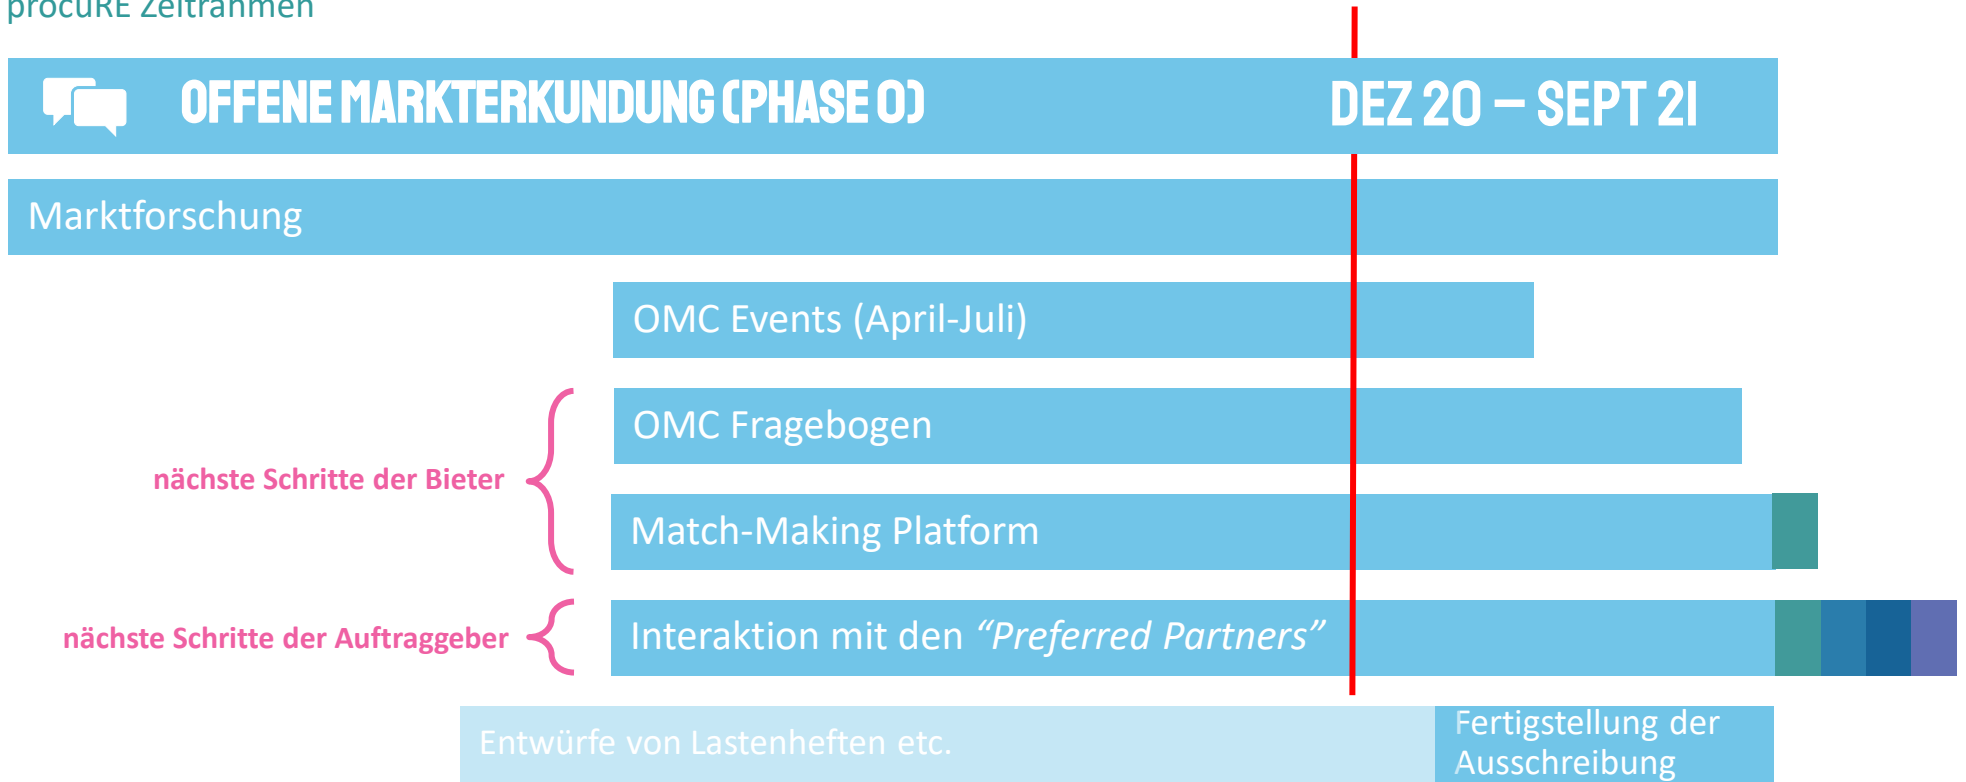 procuRE Zeitrahmen
OFFENE MARKTERKUNDUNG (PHASE 0)
DEZ 20 – SEPT 21
Marktforschung
OMC Events (April-Juli)
OMC Fragebogen
nächste Schritte der Bieter
Match-Making Platform
nächste Schritte der Auftraggeber
Interaktion mit den “Preferred Partners”
Entwürfe von Lastenheften etc.
Fertigstellung der
Ausschreibung